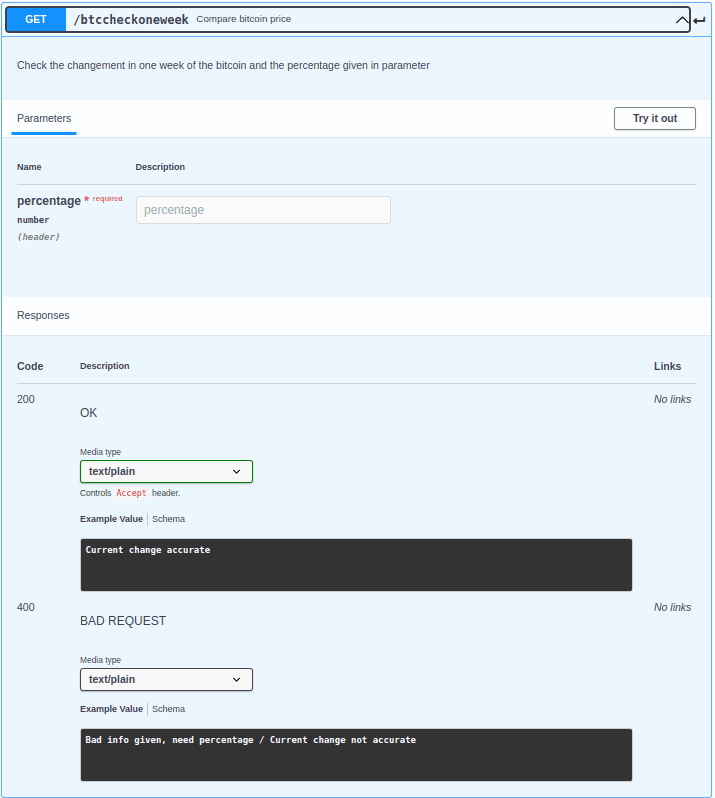 GET /btccheckoneweek Compare bitcoin price
Check the changement in one week of the bitcoin and the percentage given in parameter
Parameters Try it out
Name Description
percentage * required percentage
number
(header)
Responses
Code Description Links
200 No links
OK
Media type
text/plain
Controls Accept header.
Example Value Schema
Current change accurate
400 No links
BAD REQUEST
Media type
text/plain
Example Value Schema
Bad info given, need percentage / Current change not accurate